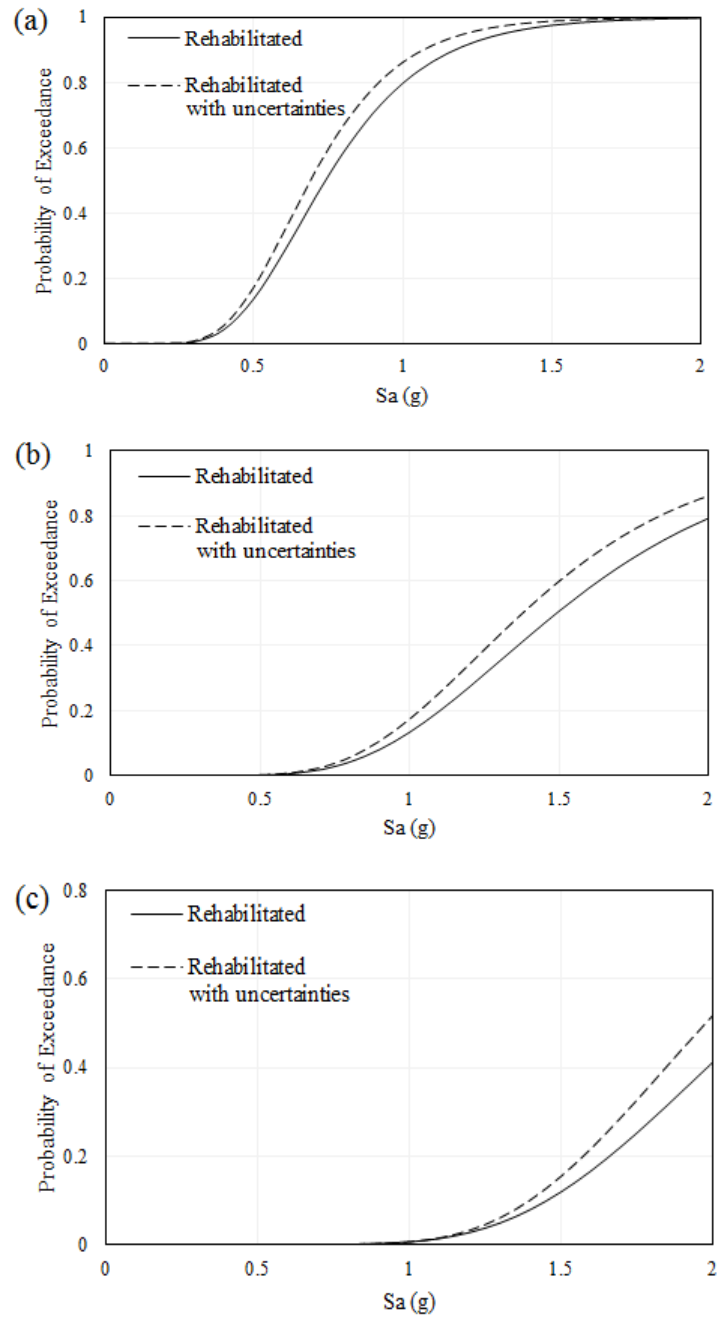 (a)
1
0.8
0.6
0.4
0.2
0
Probability of Exceedance
Rehabilitated
Rehabilitated
with uncertainties
0
0.5
1
1.5
2
Sa (g)
(b)
1
0.8
0.6
0.4
0.2
0
Probability of Exceedance
Rehabilitated
Rehabilitated
with uncertainties
0
0.5
1
1.5
2
Sa (g)
(c)
0.8
0.6
0.4
0.2
0
Probability of Exceedance
Rehabilitated
Rehabilitated
with uncertainties
0
0.5
1
1.5
2
Sa (g)